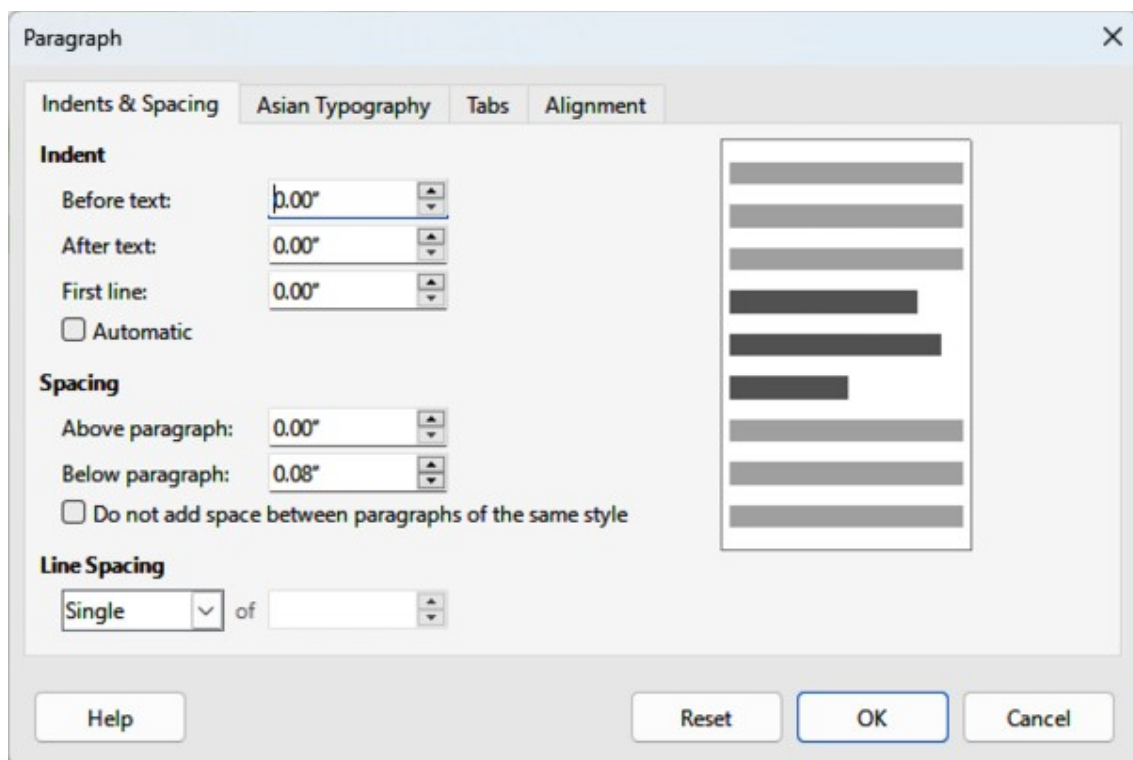 Paragraph
Indents & Spacing Asian Typography Tabs Alignment
Indent
Before text: 0.00″
After text: 0.00″
First line: 0.00″
Automatic
Spacing
Above paragraph: 0.00″
Below paragraph: 0.08″
Do not add space between paragraphs of the same style
Line Spacing
Single of
Help Reset OK Cancel